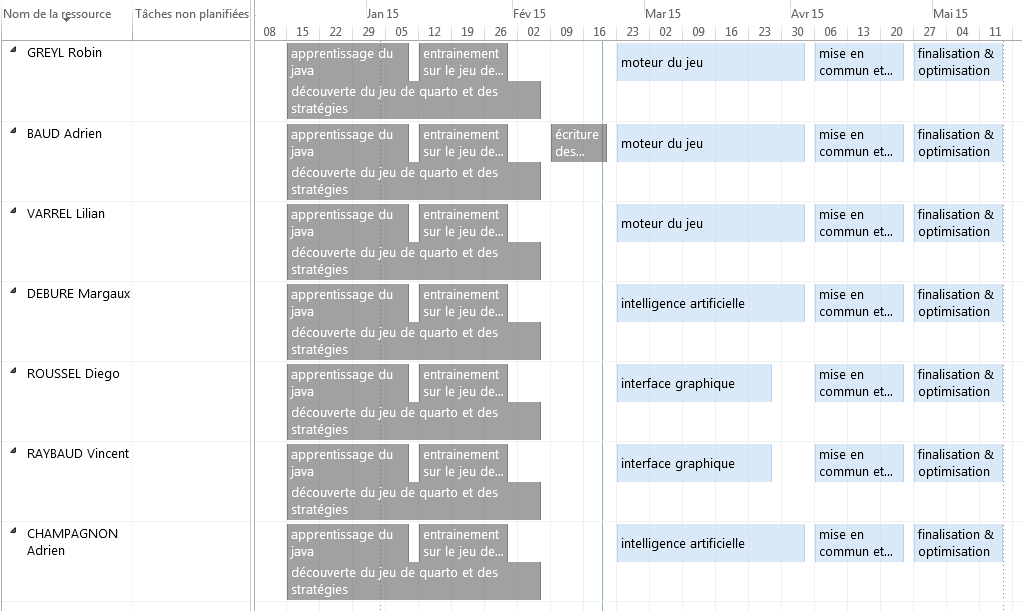 Nom de la ressource
Tâches non planifiées
Jan 15
Fév 15
Mar 15
Avr 15
Mai 15
08 15 22 29 05 12 19 26 02 09 16 23 02 09 16 23 30 06 13 20 27 04 11
GREYL Robin
apprentissage du
java
entrainement
sur le jeu de...
découverte du jeu de quarto et des
stratégies
moteur du jeu
mise en
commun et...
finalisation &
optimisation
BAUD Adrien
apprentissage du
java
entrainement
sur le jeu de...
découverte du jeu de quarto et des
stratégies
écriture
des...
moteur du jeu
mise en
commun et...
finalisation &
optimisation
VARREL Lilian
apprentissage du
java
entrainement
sur le jeu de...
découverte du jeu de quarto et des
stratégies
moteur du jeu
mise en
commun et...
finalisation &
optimisation
DEBURE Margaux
apprentissage du
java
entrainement
sur le jeu de...
découverte du jeu de quarto et des
stratégies
intelligence artificielle
mise en
commun et...
finalisation &
optimisation
ROUSSEL Diego
apprentissage du
java
entrainement
sur le jeu de...
découverte du jeu de quarto et des
stratégies
interface graphique
mise en
commun et...
finalisation &
optimisation
RAYBAUD Vincent
apprentissage du
java
entrainement
sur le jeu de...
découverte du jeu de quarto et des
stratégies
interface graphique
mise en
commun et...
finalisation &
optimisation
CHAMPAGNON
Adrien
apprentissage du
java
entrainement
sur le jeu de...
découverte du jeu de quarto et des
stratégies
intelligence artificielle
mise en
commun et...
finalisation &
optimisation